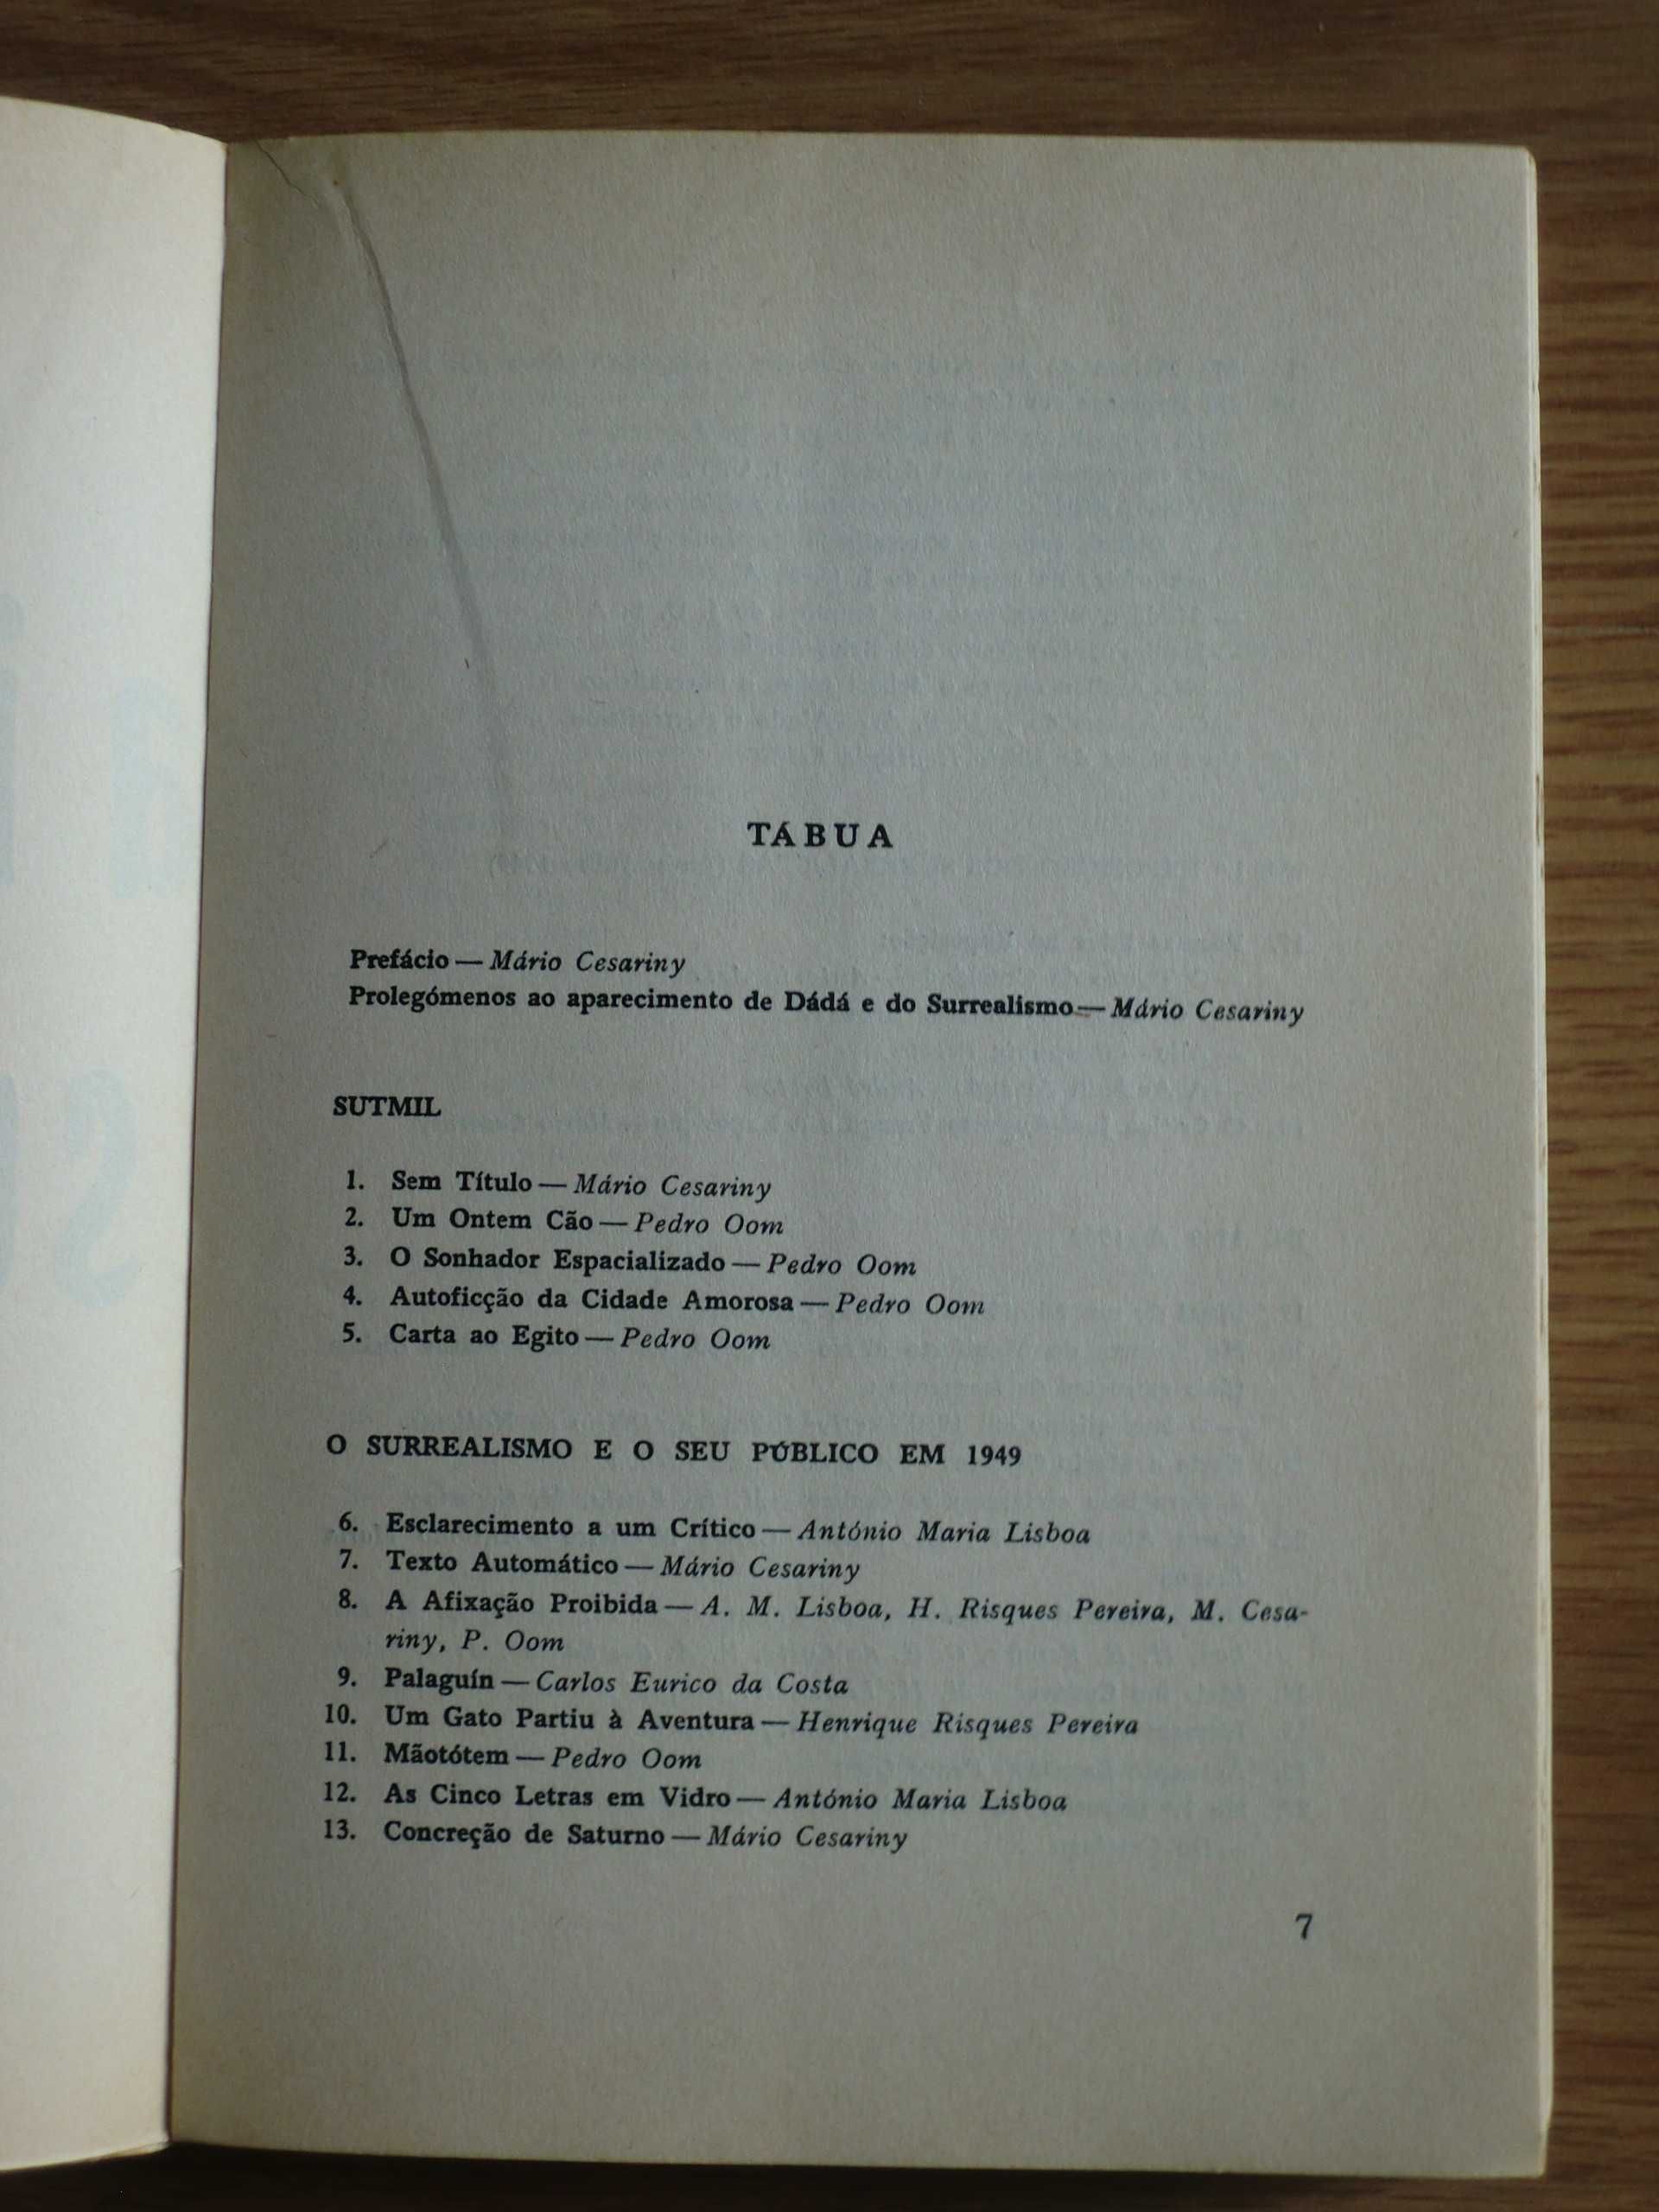 TÁBUA
Prefácio — Mário Cesariny
Prolegómenos ao aparecimento de Dádá e do Surrealismo — Mário Cesariny
SUTMIL
1. Sem Título — Mário Cesariny
2. Um Ontem Cão — Pedro Oom
3. O Sonhador Espacializado — Pedro Oom
4. Autoficção da Cidade Amorosa — Pedro Oom
5. Carta ao Egito — Pedro Oom
O SURREALISMO E O SEU PÚBLICO EM 1949
6. Esclarecimento a um Crítico — António Maria Lisboa
7. Texto Automático — Mário Cesariny
8. A Afixação Proibida — A. M. Lisboa, H. Risques Pereira, M. Cesa-
riny, P. Oom
9. Palaguín — Carlos Eurico da Costa
10. Um Gato Partiu à Aventura — Henrique Risques Pereira
11. Mãotótem — Pedro Oom
12. As Cinco Letras em Vidro — António Maria Lisboa
13. Concreção de Saturno — Mário Cesariny
7